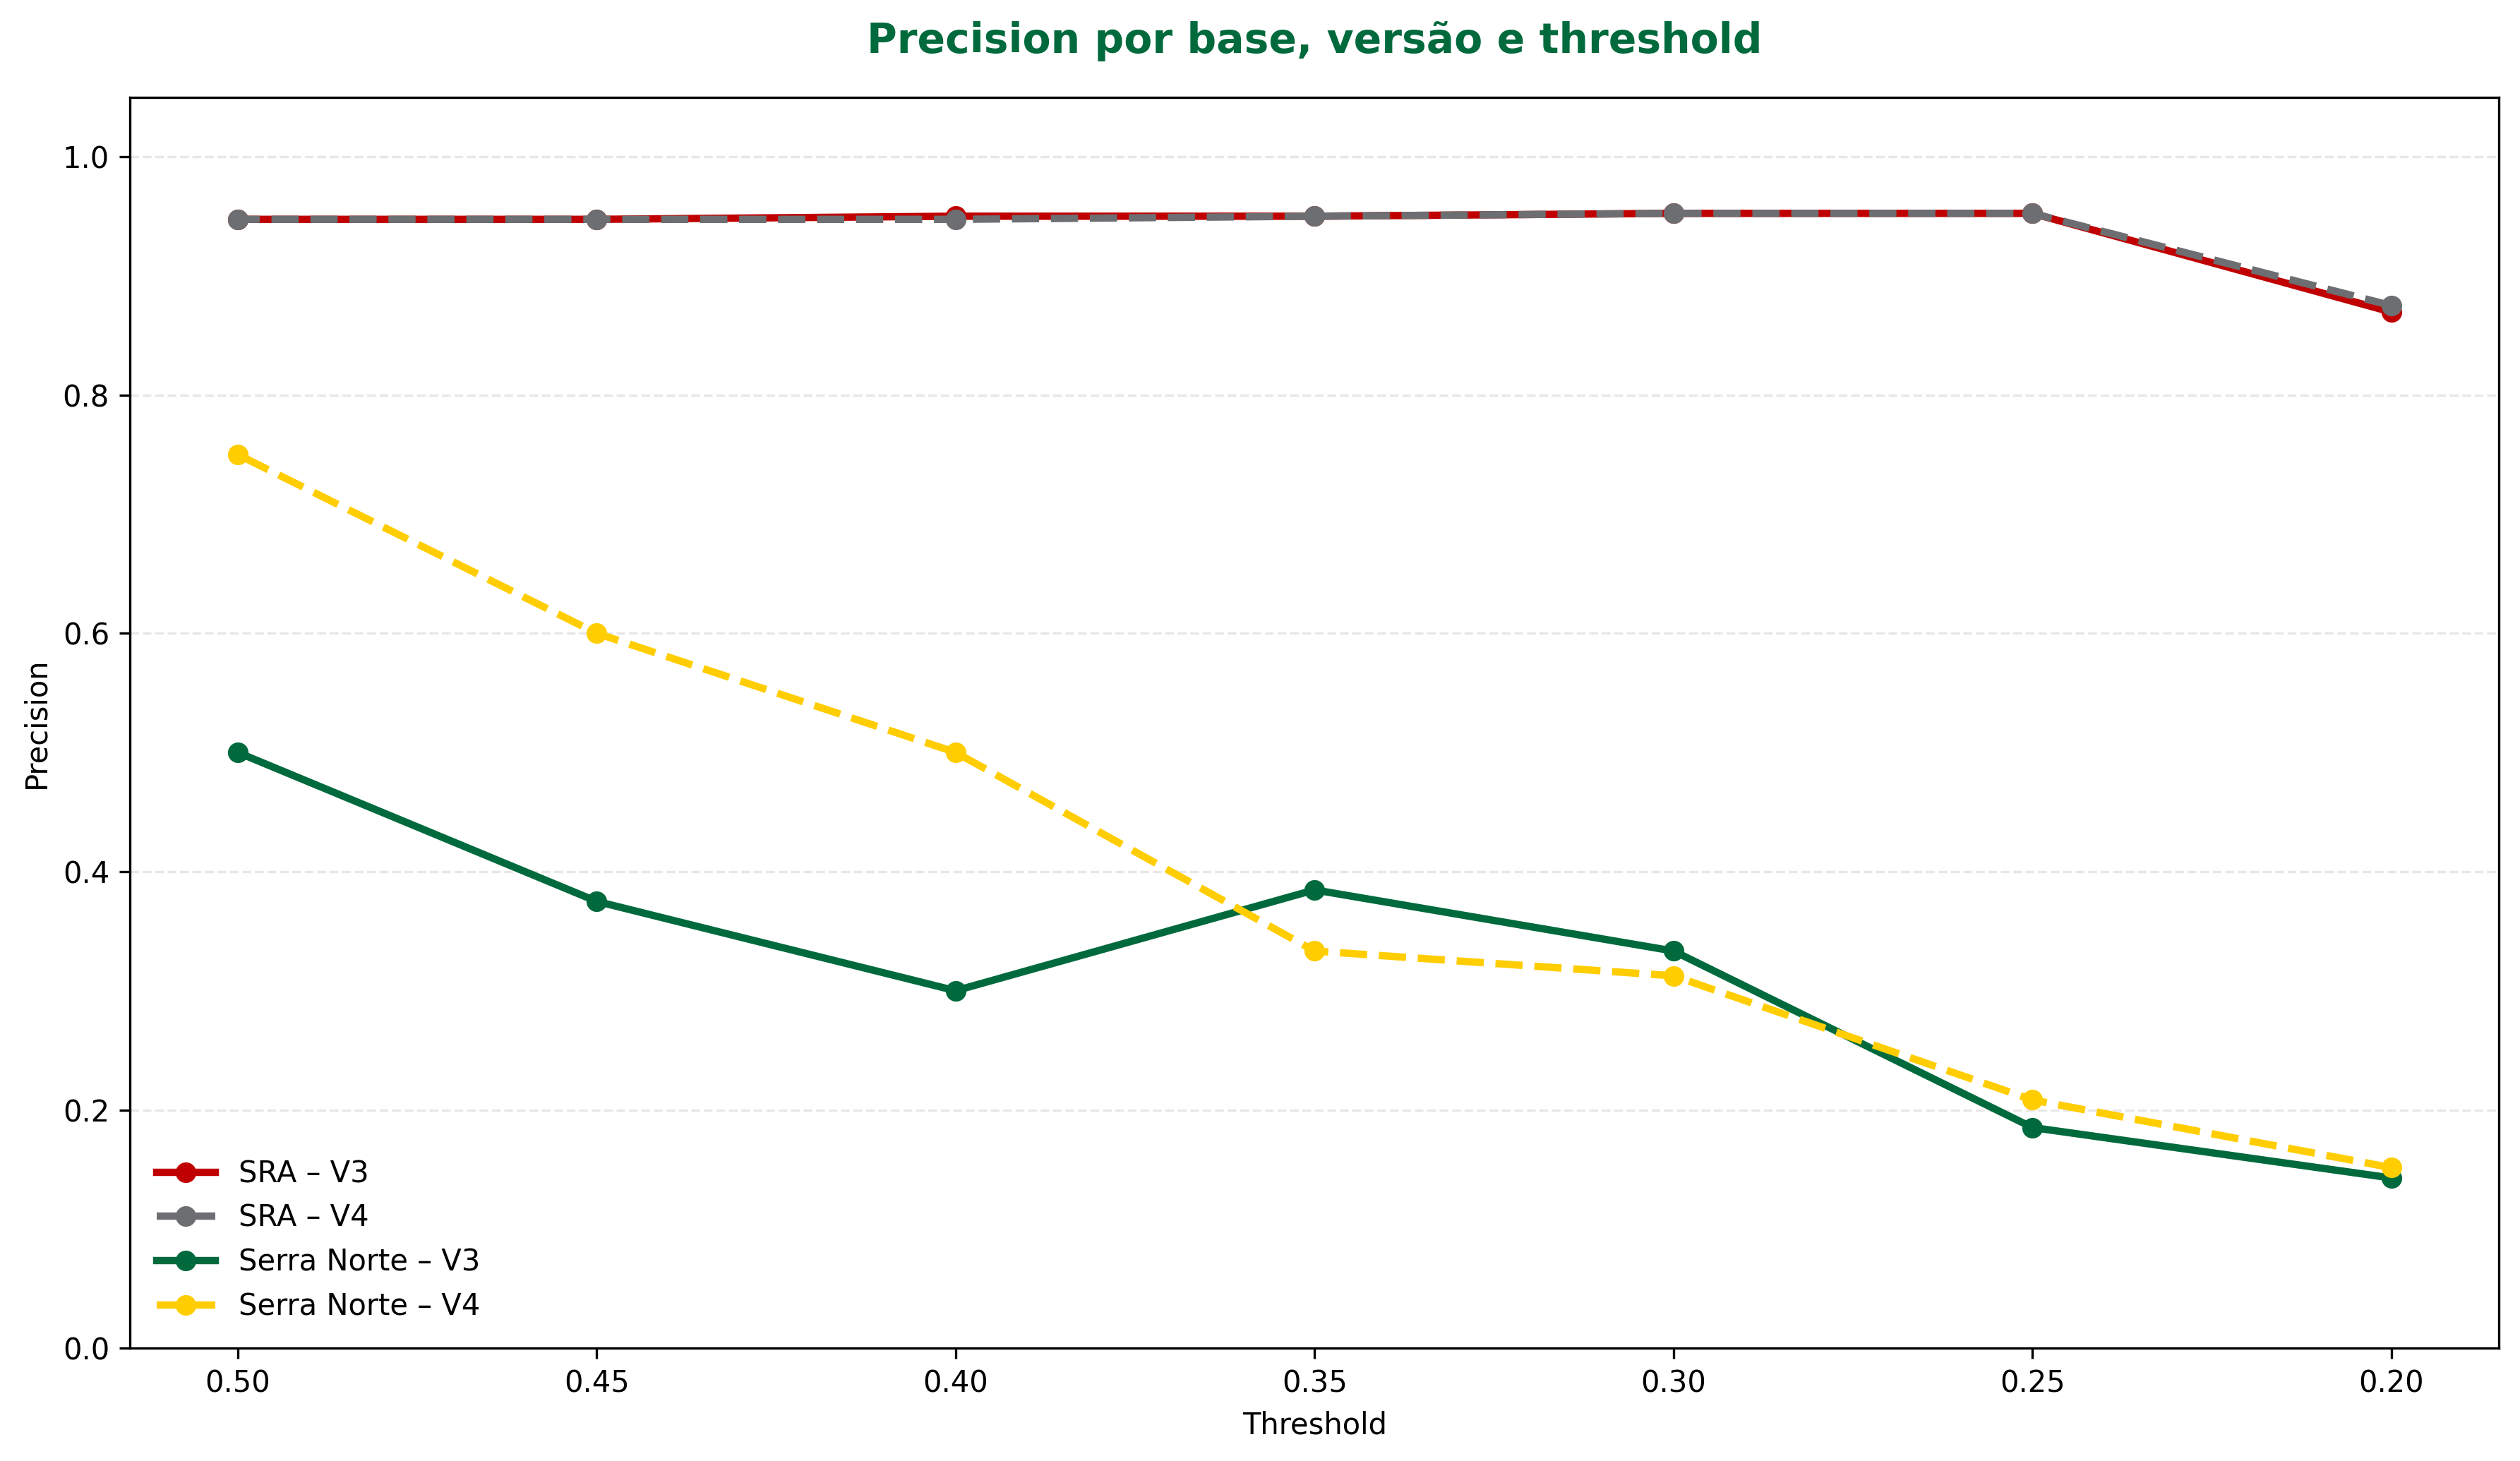 Precision por base, versão e threshold
1.0
0.8
0.6
0.4
0.2
0.0
Precision
SRA – V3
SRA – V4
Serra Norte – V3
Serra Norte – V4
0.50 0.45 0.40 0.35 0.30 0.25 0.20
Threshold